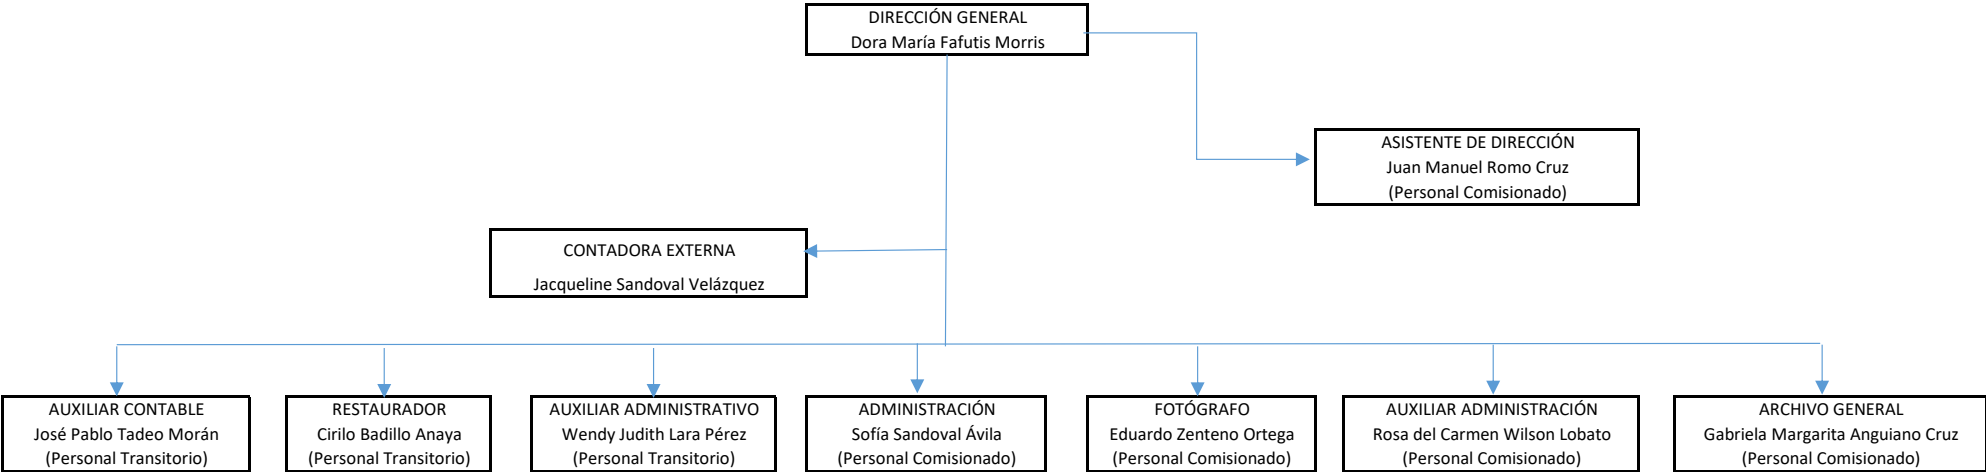 DIRECCIÓN GENERAL
Dora María Fafutis Morris
ASISTENTE DE DIRECCIÓN
Juan Manuel Romo Cruz
(Personal Comisionado)
CONTADORA EXTERNA
Jacqueline Sandoval Velázquez
AUXILIAR CONTABLE
José Pablo Tadeo Morán
(Personal Transitorio)
RESTAURADOR
Cirilo Badillo Anaya
(Personal Transitorio)
AUXILIAR ADMINISTRATIVO
Wendy Judith Lara Pérez
(Personal Transitorio)
ADMINISTRACIÓN
Sofía Sandoval Ávila
(Personal Comisionado)
FOTÓGRAFO
Eduardo Zenteno Ortega
(Personal Comisionado)
AUXILIAR ADMINISTRACIÓN
Rosa del Carmen Wilson Lobato
(Personal Comisionado)
ARCHIVO GENERAL
Gabriela Margarita Anguiano Cruz
(Personal Comisionado)